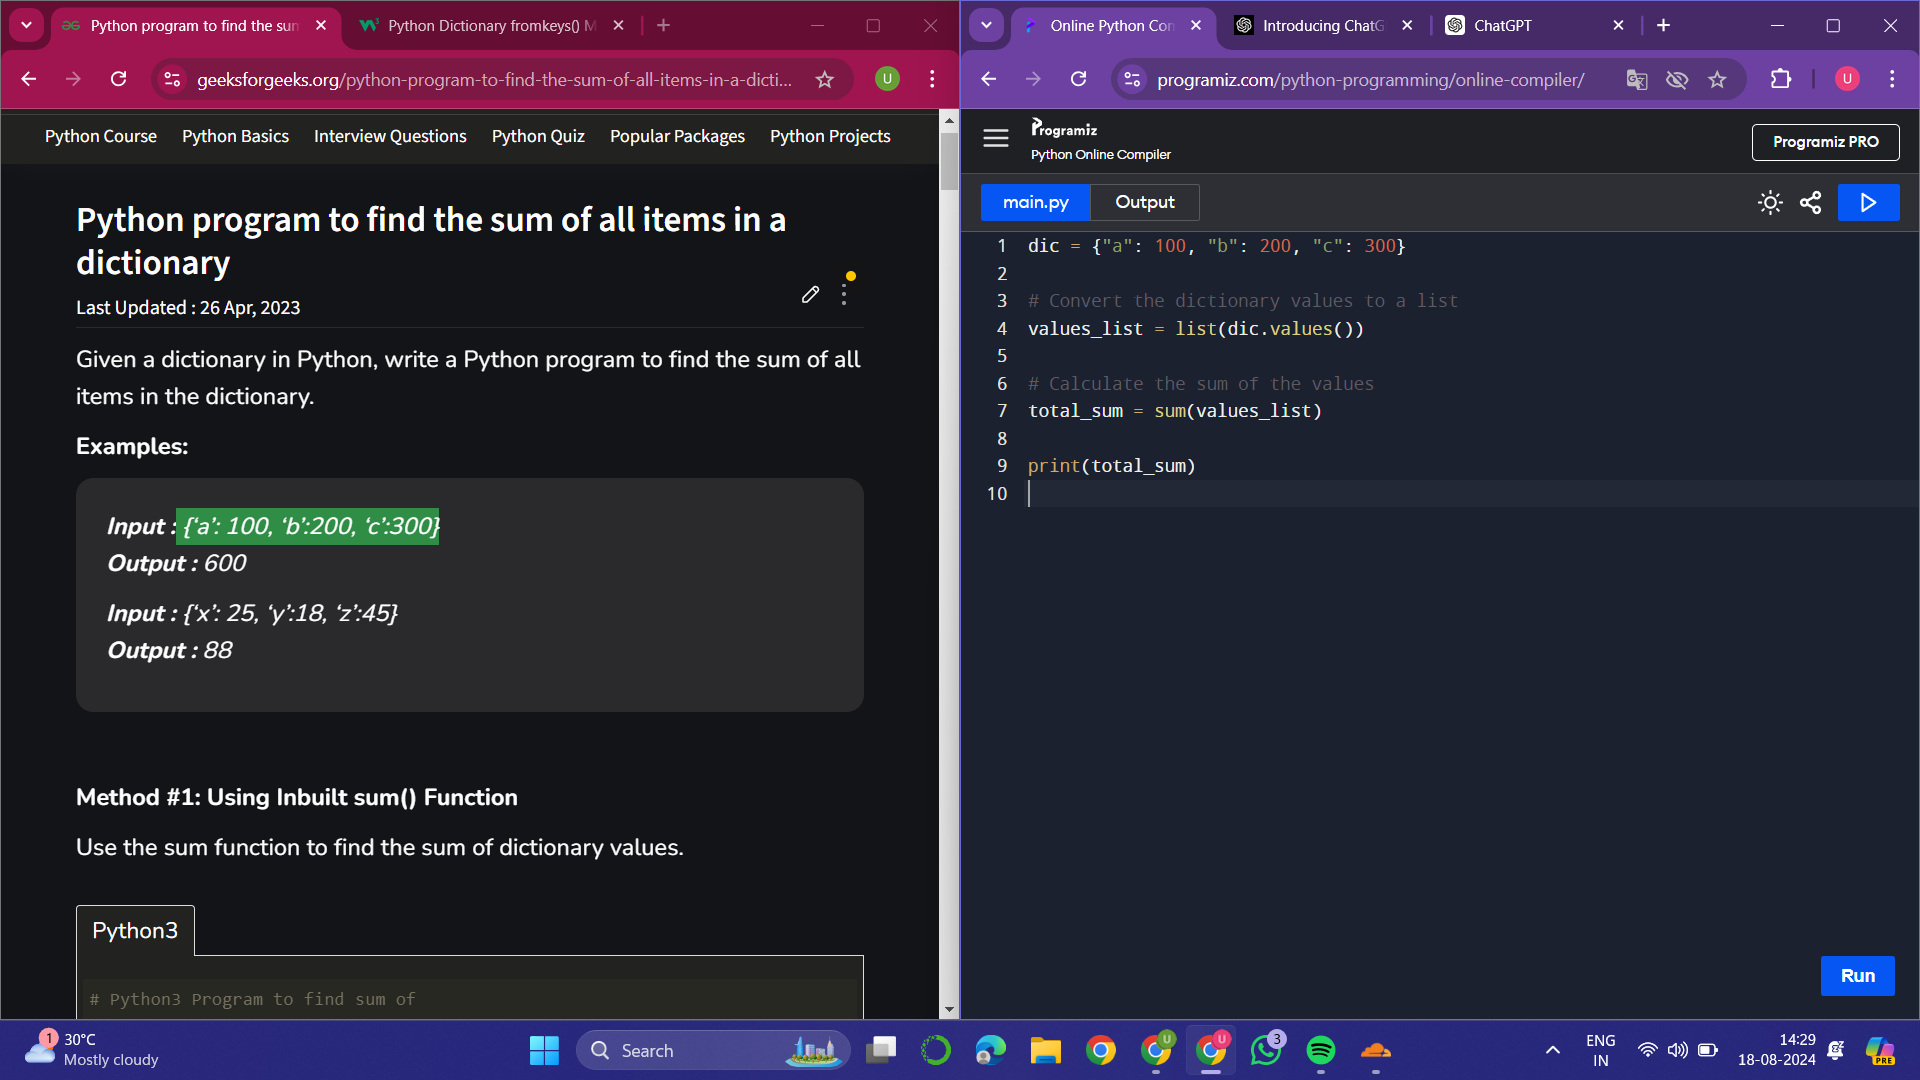 Python program to find the sun
Python Dictionary fromkeys() M
geeksforgeeks.org/python-program-to-find-the-sum-of-all-items-in-a-dicti...
U
Python Course Python Basics Interview Questions Python Quiz Popular Packages Python Projects
Python program to find the sum of all items in a
dictionary
Last Updated : 26 Apr, 2023
Given a dictionary in Python, write a Python program to find the sum of all
items in the dictionary.
Examples:
Input : {‘a’: 100, ‘b’:200, ‘c’:300}
Output : 600
Input : {‘x’: 25, ‘y’:18, ‘z’:45}
Output : 88
Method #1: Using Inbuilt sum() Function
Use the sum function to find the sum of dictionary values.
Python3
# Python3 Program to find sum of
Online Python Con
Introducing ChatG
ChatGPT
programiz.com/python-programming/online-compiler/
U
Programiz
Python Online Compiler
Programiz PRO
main.py
Output
1 dic = {"a": 100, "b": 200, "c": 300}
2
3 # Convert the dictionary values to a list
4 values_list = list(dic.values())
5
6 # Calculate the sum of the values
7 total_sum = sum(values_list)
8
9 print(total_sum)
10
Run
1
30°C
Mostly cloudy
Search
U
U
3
ENG
IN
14:29
18-08-2024
PRE